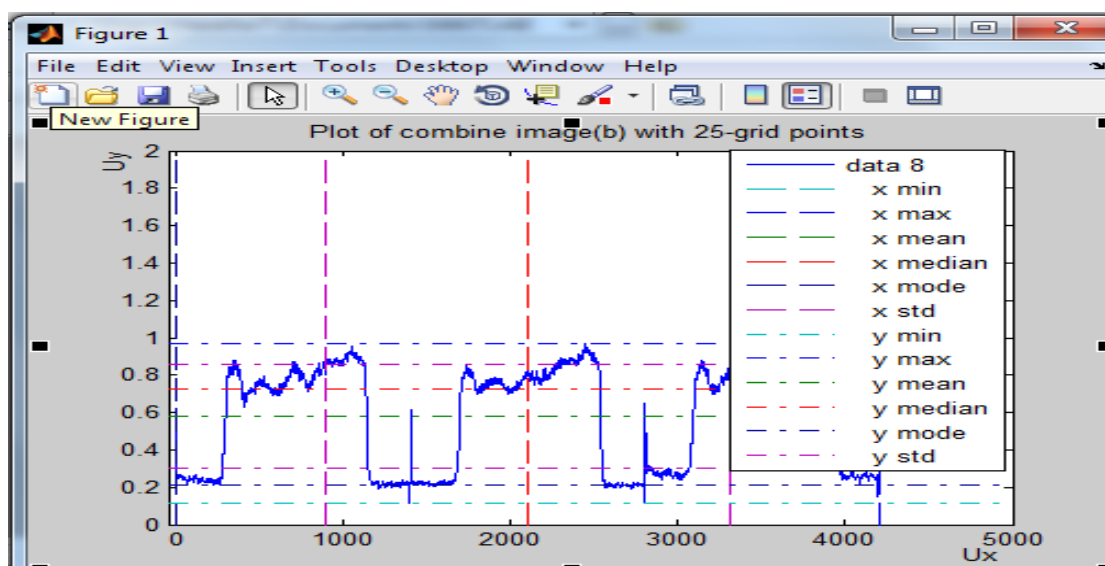 Figure 1
File Edit View Insert Tools Desktop Window Help
New Figure
Plot of combine image(b) with 25-grid points
Uy
2
1.8
1.6
1.4
1.2
1
0.8
0.6
0.4
0.2
0
0 1000 2000 3000 4000 5000
Ux
data 8
x min
x max
x mean
x median
x mode
x std
y min
y max
y mean
y median
y mode
y std